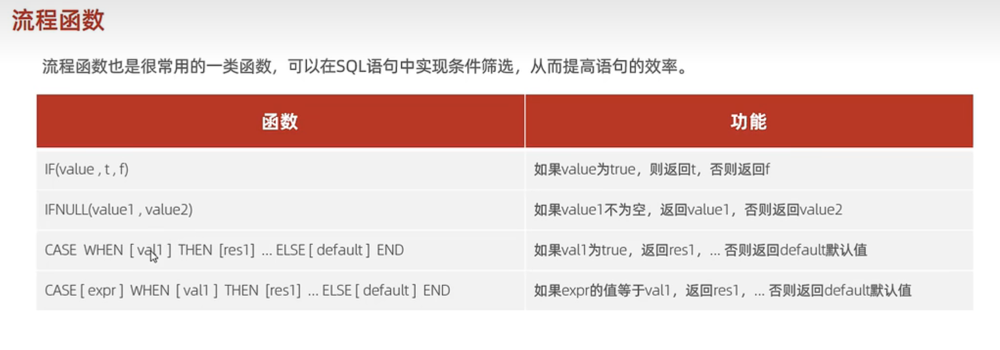 流程函数
流程函数也是很常用的一类函数，可以在SQL语句中实现条件筛选，从而提高语句的效率。
函数 功能
IF(value , t , f) 如果value为true，则返回t，否则返回f
IFNULL(value1 , value2) 如果value1不为空，返回value1，否则返回value2
CASE WHEN [ val1 ] THEN [res1] ... ELSE [ default ] END 如果val1为true，返回res1，... 否则返回default默认值
CASE [ expr ] WHEN [ val1 ] THEN [res1] ... ELSE [ default ] END 如果expr的值等于val1，返回res1，... 否则返回default默认值